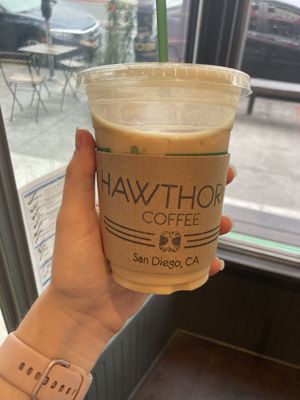 HAWTHOR
COFFEE
San Diego, CA